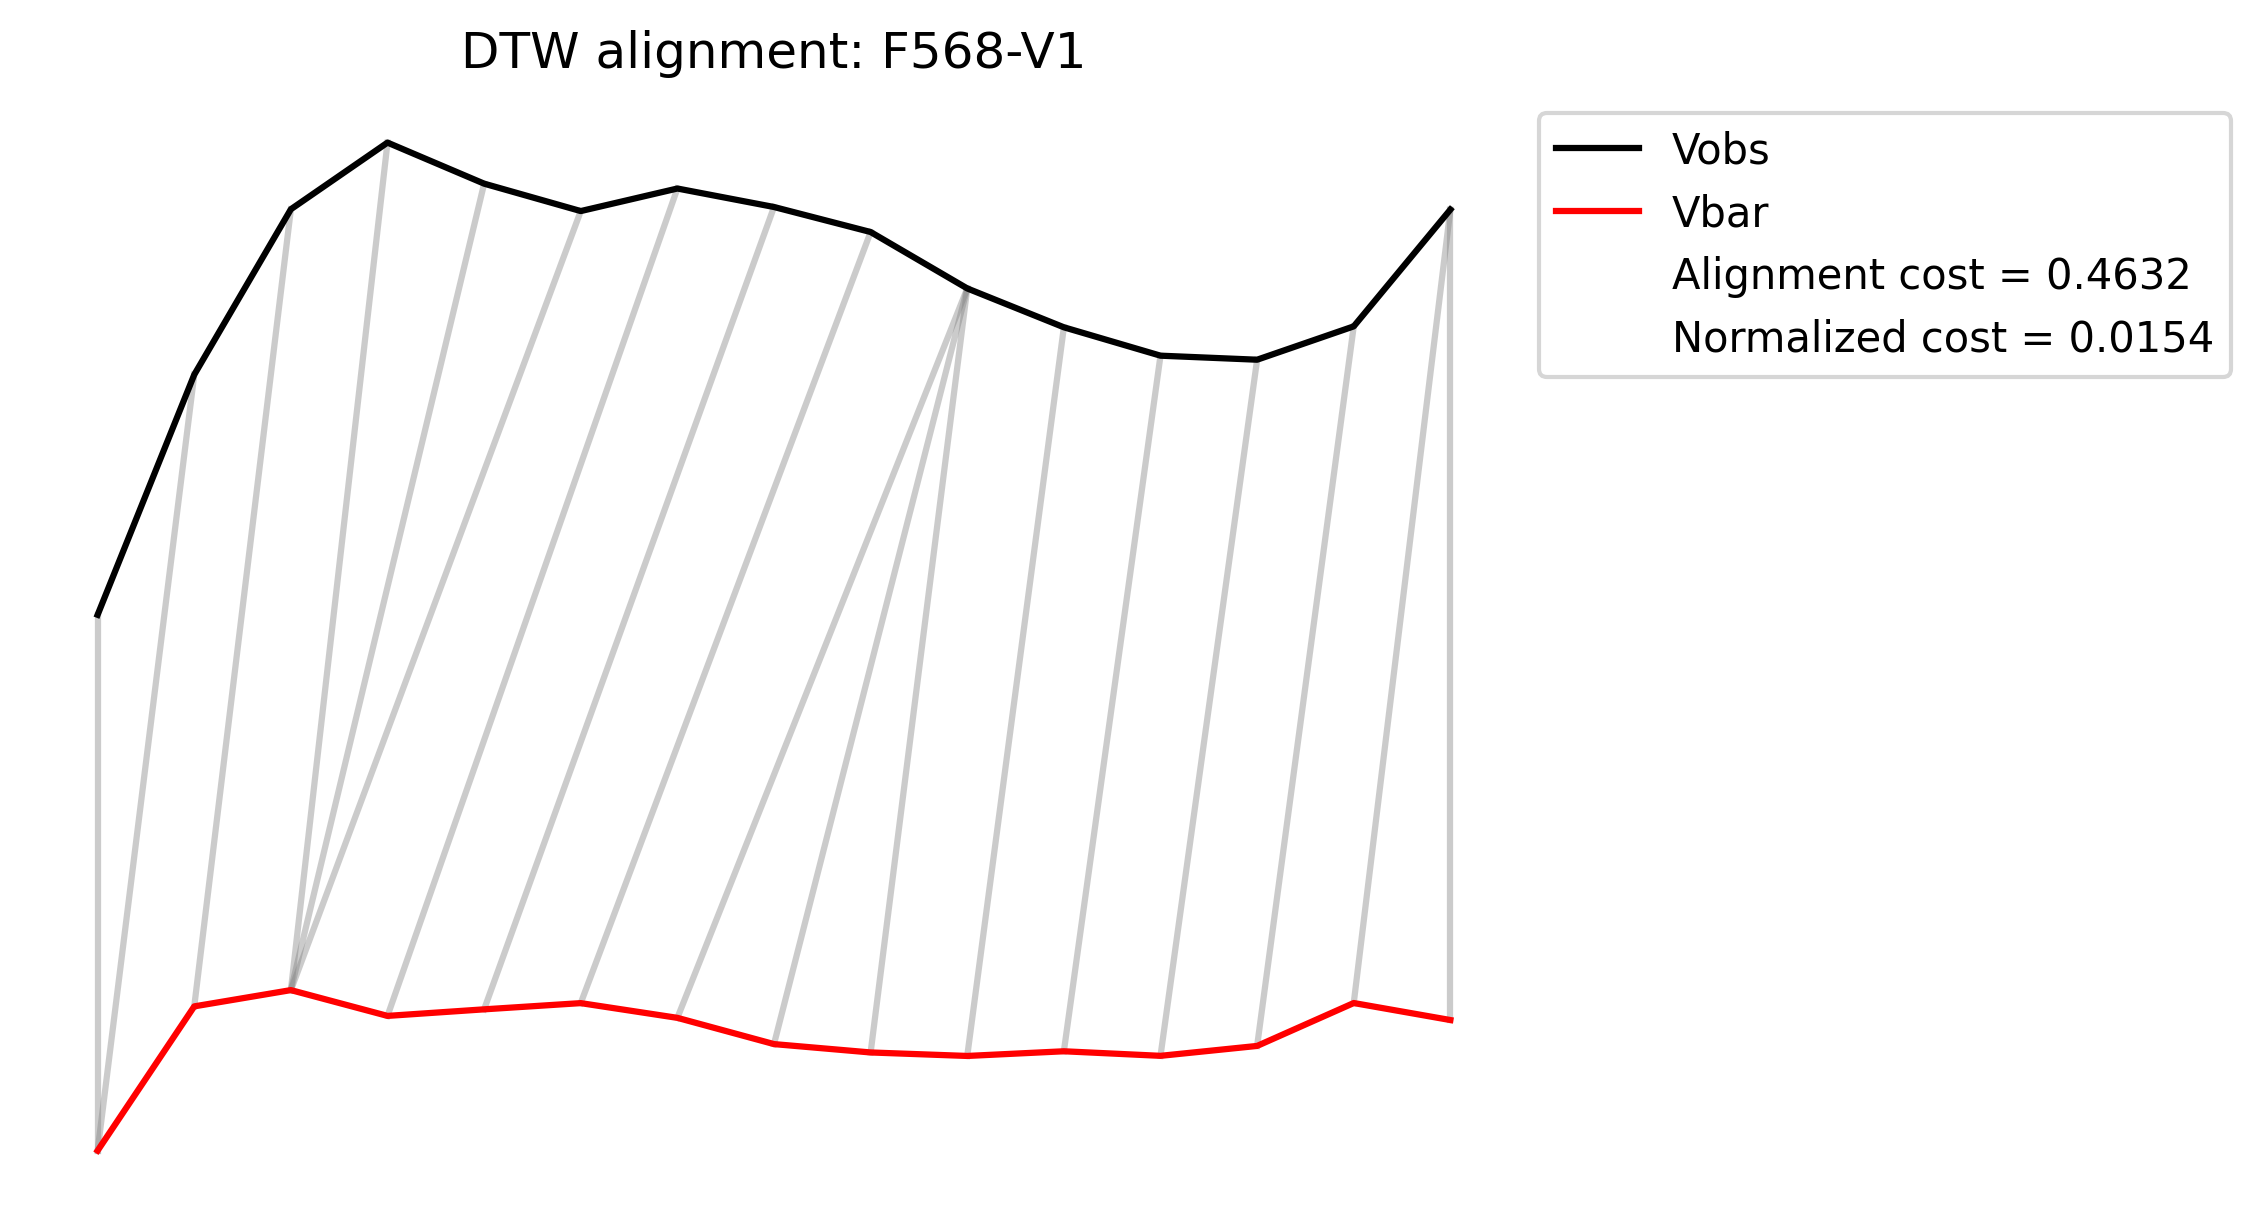 DTW alignment: F568-V1
Vobs
Vbar
Alignment cost = 0.4632
Normalized cost = 0.0154